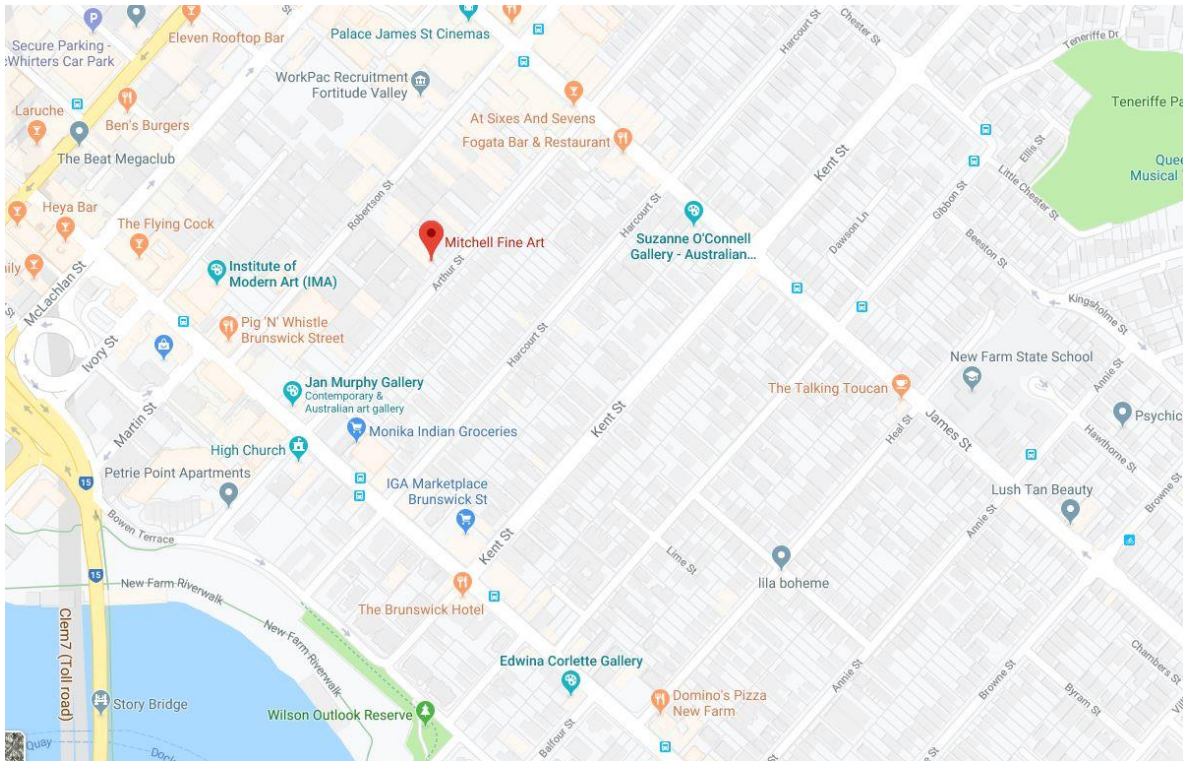 Eleven Rooftop Bar
Palace James St Cinemas
Harcourt St
Chester St
P
Secure Parking -
cWhirters Car Park
Teneriffe Dr
WorkPac Recruitment
Fortitude Valley
Teneriffe Pa
Laruche
Ben's Burgers
At Sixes And Sevens
Fogata Bar & Restaurant
The Beat Megaclub
Kent St
Ellis St
Quee
Musical
Little Chester St
Robertson St
Heya Bar
The Flying Cock
Harcourt St
Gibbon St
Dawson Ln
Mitchell Fine Art
Suzanne O'Connell
Gallery - Australian...
Beeston St
Institute of
Modern Art (IMA)
Arthur St
McLachlan St
Kingsholme St
Pig 'N' Whistle
Brunswick Street
Ivory St
Harcourt St
New Farm State School
Annie St
Jan Murphy Gallery
Contemporary &
Australian art gallery
The Talking Toucan
Martin St
Kent St
James St
Heal St
Psychic
Monika Indian Groceries
High Church
Hawthorne St
Petrie Point Apartments
15
IGA Marketplace
Brunswick St
Lush Tan Beauty
Browne St
Bowen Terrace
Annie St
Kent St
Lime St
15
New Farm Riverwalk
lila boheme
The Brunswick Hotel
Clem7 (Toll road)
New Farm Riverwalk
Edwina Corlette Gallery
Annie St
Browne St
Chambers St
Byram St
Story Bridge
Wilson Outlook Reserve
Domino's Pizza
New Farm
Balfour St
Quay